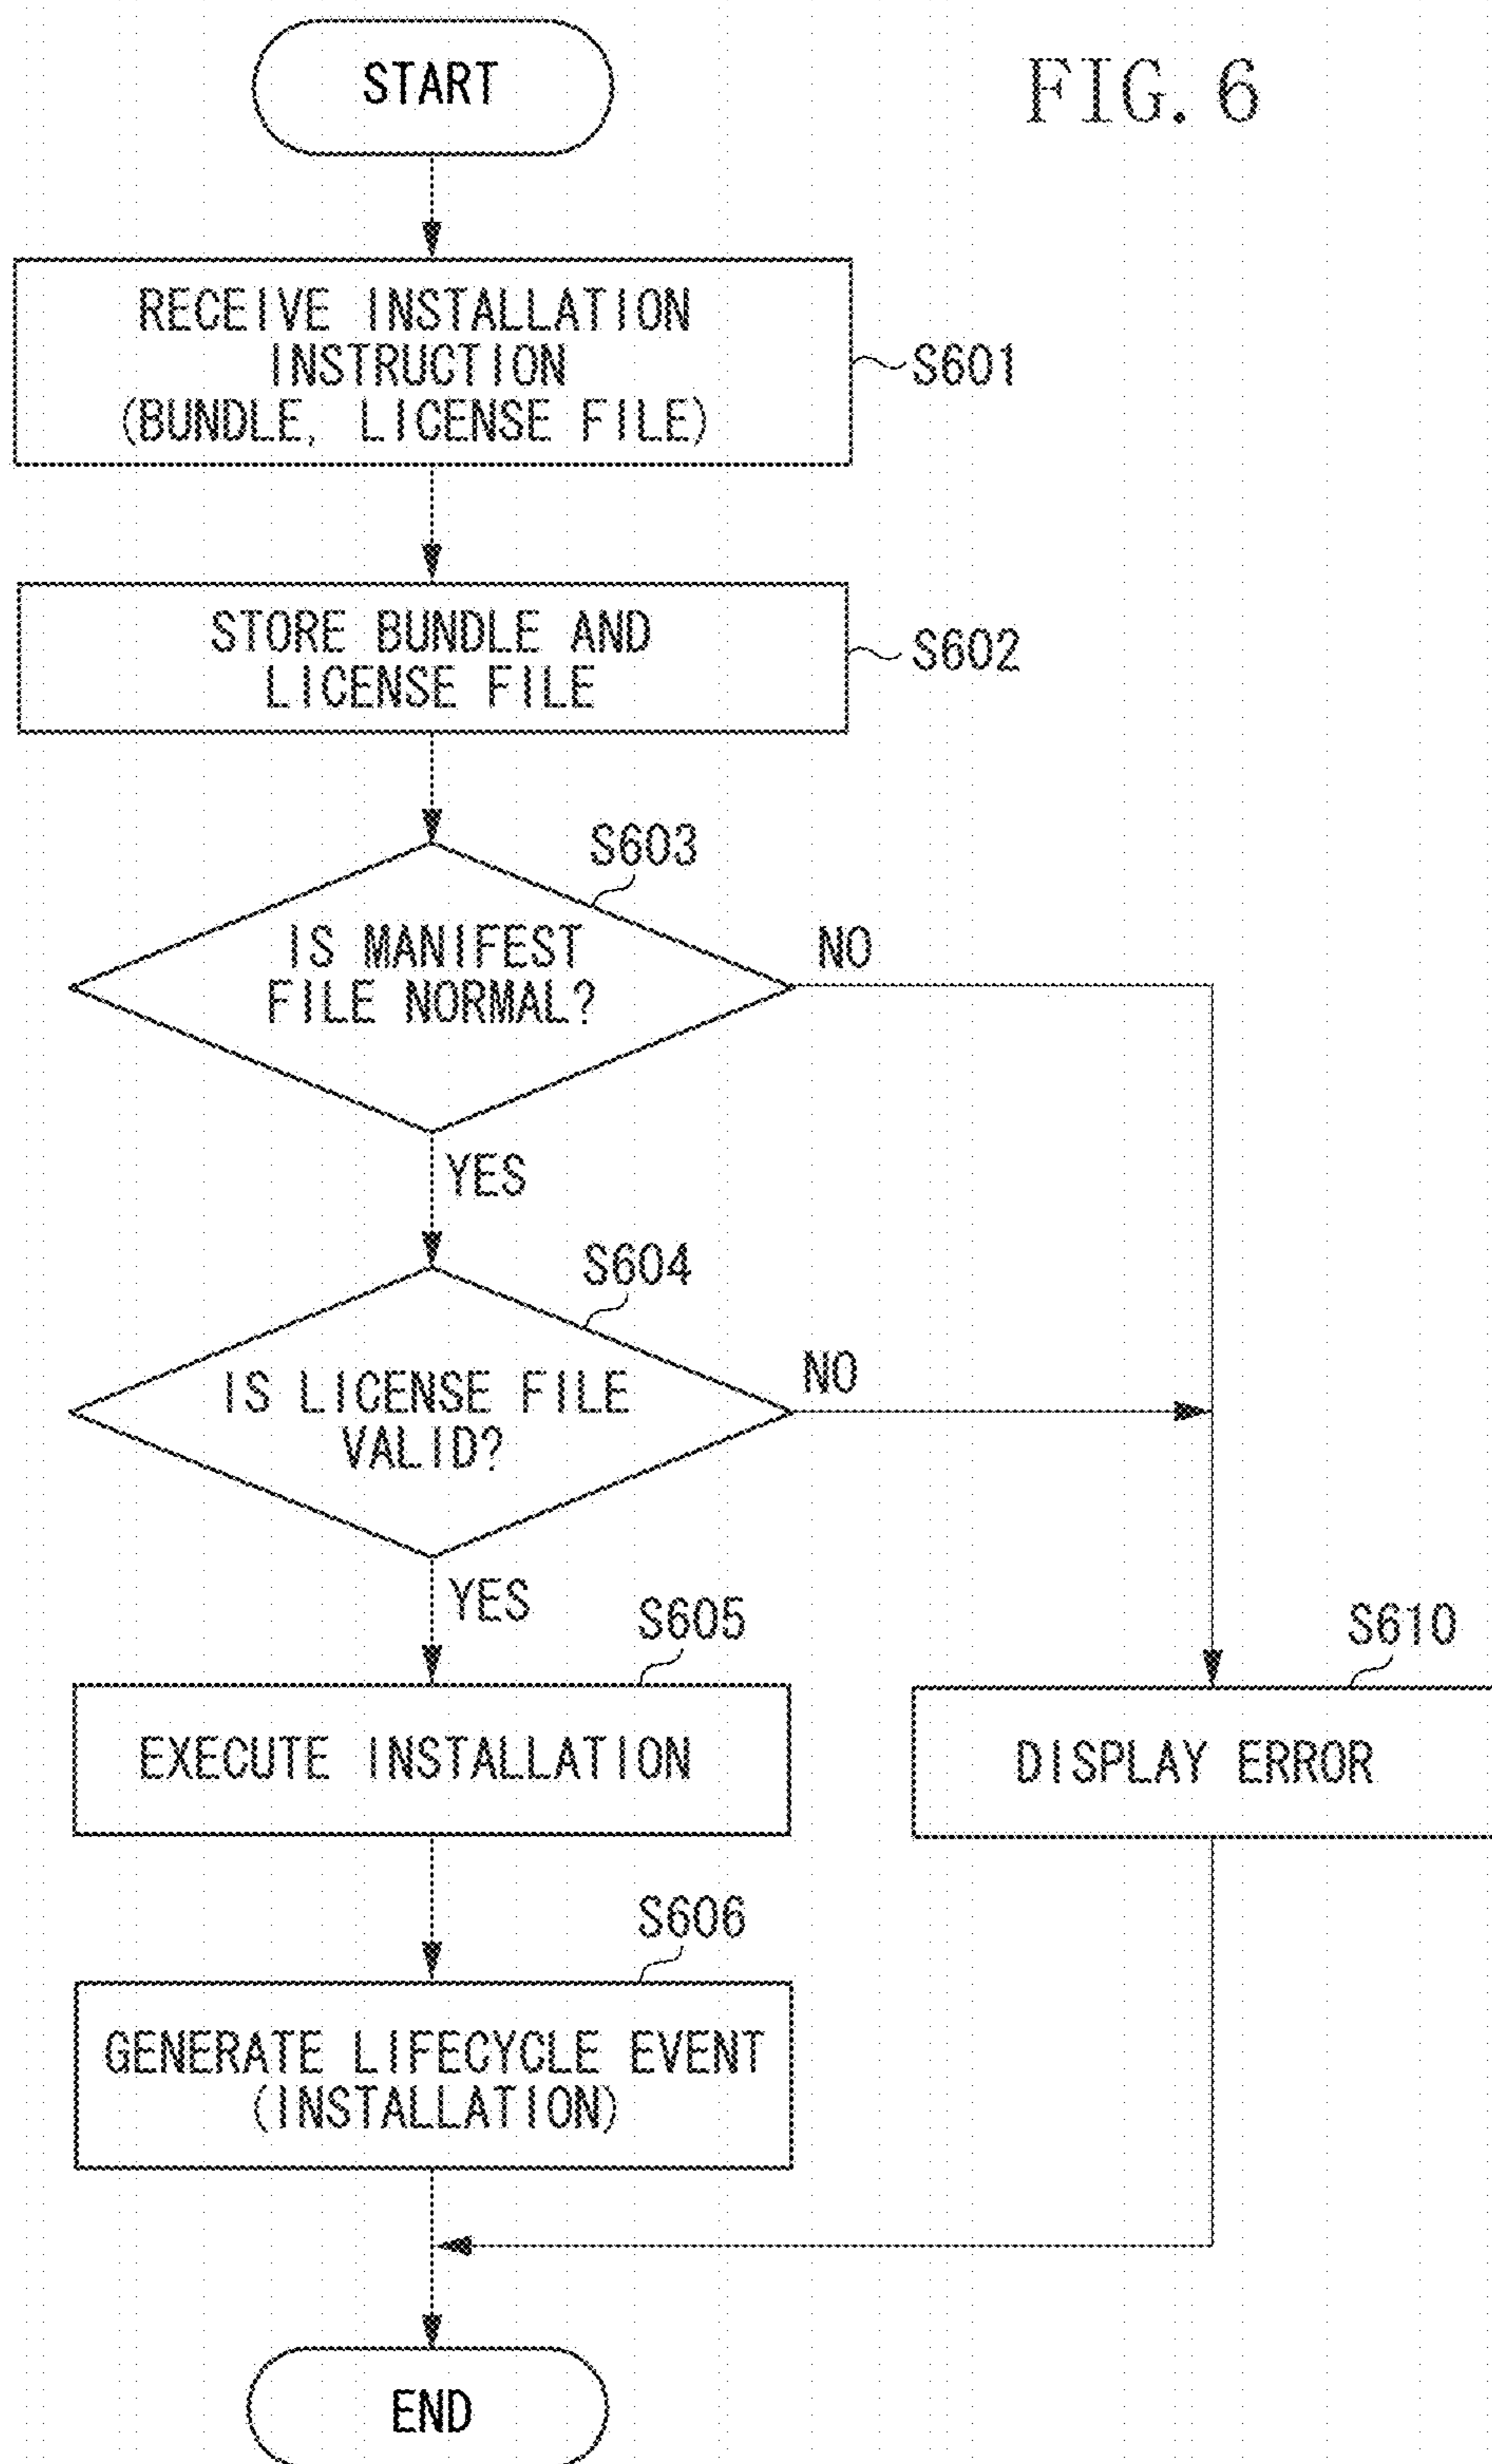 START
FIG. 6
RECEIVE INSTALLATION
INSTRUCTION
(BUNDLE, LICENSE FILE)
S601
STORE BUNDLE AND
LICENSE FILE
S602
S603
IS MANIFEST
FILE NORMAL?
NO
YES
S604
IS LICENSE FILE
VALID?
NO
YES
S605
EXECUTE INSTALLATION
S610
DISPLAY ERROR
S606
GENERATE LIFECYCLE EVENT
(INSTALLATION)
END